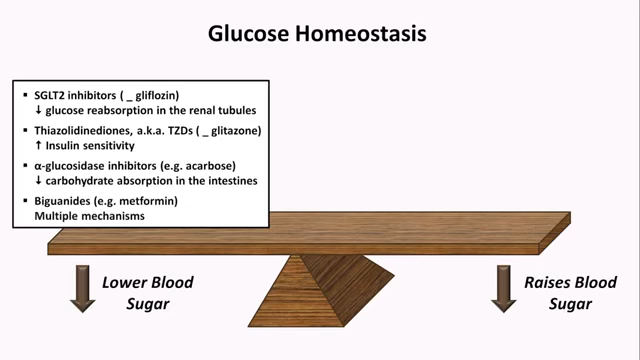 Glucose Homeostasis
▪ SGLT2 inhibitors ( _ gliflozin)
↓ glucose reabsorption in the renal tubules
▪ Thiazolidinediones, a.k.a. TZDs ( _ glitazone)
↑ Insulin sensitivity
▪ α-glucosidase inhibitors (e.g. acarbose)
↓ carbohydrate absorption in the intestines
▪ Biguanides (e.g. metformin)
Multiple mechanisms
Lower Blood
Sugar
Raises Blood
Sugar